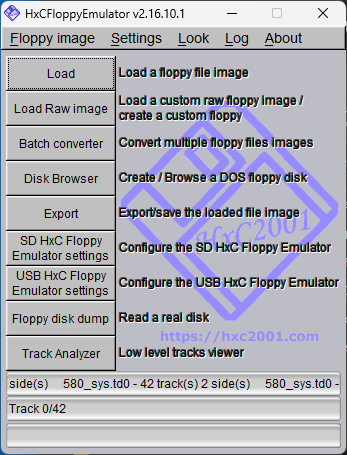 HxCFloppyEmulator v2.16.10.1
Floppy image Settings Look Log About
Load Load a floppy file image
Load Raw image Load a custom raw floppy image /
create a custom floppy
Batch converter Convert multiple floppy files images
Disk Browser Create / Browse a DOS floppy disk
Export Export/save the loaded file image
HxC2001
SD HxC Floppy
Emulator settings Configure the SD HxC Floppy Emulator
USB HxC Floppy
Emulator settings Configure the USB HxC Floppy Emulator
Floppy disk dump Read a real disk
https://hxc2001.com
Track Analyzer Low level tracks viewer
side(s) 580_sys.td0 - 42 track(s) 2 side(s) 580_sys.td0 -
Track 0/42